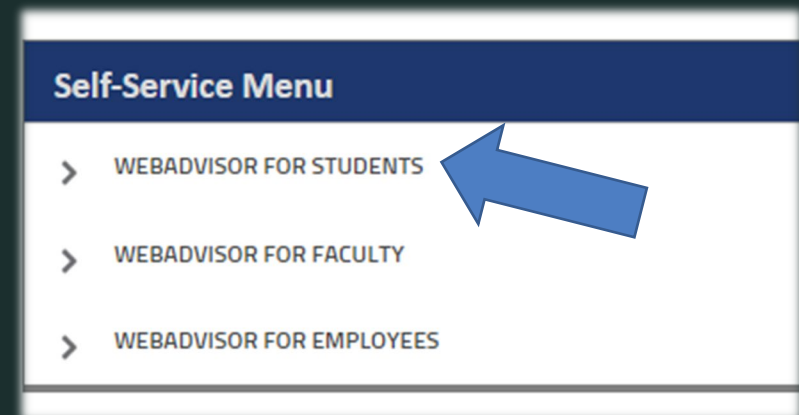 Self-Service Menu
WEBADVISOR FOR STUDENTS
WEBADVISOR FOR FACULTY
WEBADVISOR FOR EMPLOYEES